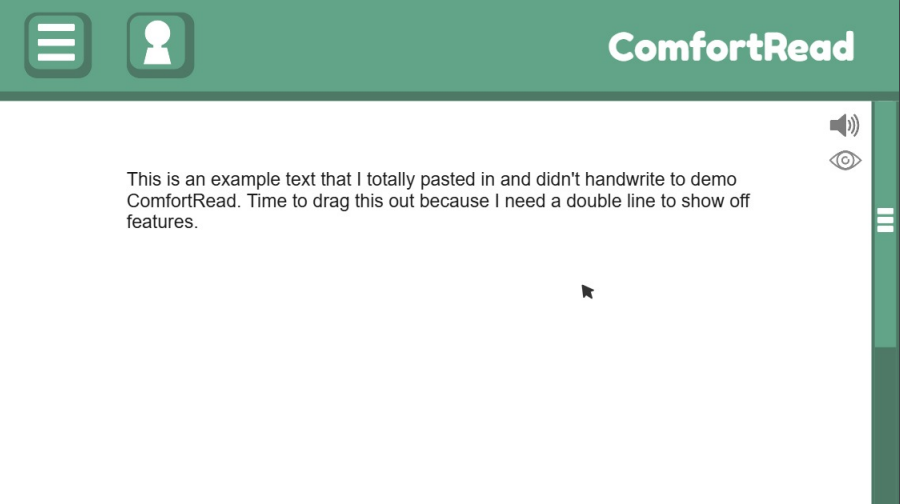 ComfortRead
This is an example text that I totally pasted in and didn't handwrite to demo
ComfortRead. Time to drag this out because I need a double line to show off
features.